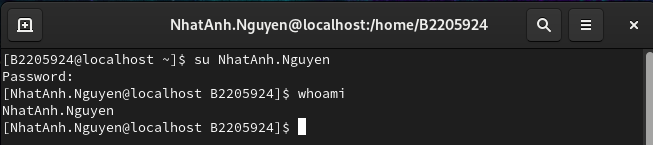 NhatAnh.Nguyen@localhost:/home/B2205924
[B2205924@localhost ~]$ su NhatAnh.Nguyen
Password:
[NhatAnh.Nguyen@localhost B2205924]$ whoami
NhatAnh.Nguyen
[NhatAnh.Nguyen@localhost B2205924]$